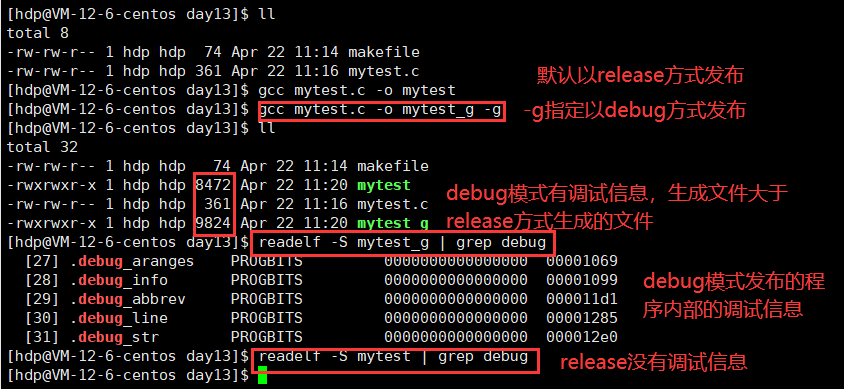 [hdp@VM-12-6-centos day13]$ ll
total 8
-rw-rw-r-- 1 hdp hdp  74 Apr 22 11:14 makefile
-rw-rw-r-- 1 hdp hdp 361 Apr 22 11:16 mytest.c
默认以release方式发布
[hdp@VM-12-6-centos day13]$ gcc mytest.c -o mytest
[hdp@VM-12-6-centos day13]$ gcc mytest.c -o mytest_g -g
-g指定以debug方式发布
[hdp@VM-12-6-centos day13]$ ll
total 32
-rw-rw-r-- 1 hdp hdp   74 Apr 22 11:14 makefile
-rwxrwxr-x 1 hdp hdp 8472 Apr 22 11:20 mytest
-rw-rw-r-- 1 hdp hdp  361 Apr 22 11:16 mytest.c
-rwxrwxr-x 1 hdp hdp 9824 Apr 22 11:20 mytest_g
debug模式有调试信息，生成文件大于
release方式生成的文件
[hdp@VM-12-6-centos day13]$ readelf -S mytest_g | grep debug
[27] .debug_aranges PROGBITS 0000000000000000 00001069
[28] .debug_info PROGBITS 0000000000000000 00001099
[29] .debug_abbrev PROGBITS 0000000000000000 000011d1
[30] .debug_line PROGBITS 0000000000000000 00001285
[31] .debug_str PROGBITS 0000000000000000 000012e0
debug模式发布的程
序内部的调试信息
[hdp@VM-12-6-centos day13]$ readelf -S mytest | grep debug
release没有调试信息
[hdp@VM-12-6-centos day13]$